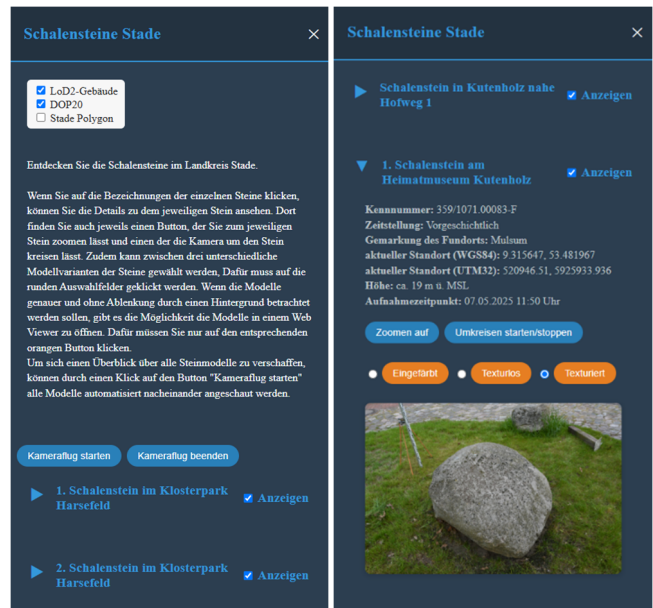 Schalensteine Stade
×
LoD2-Gebäude
DOP20
Stade Polygon
Entdecken Sie die Schalensteine im Landkreis Stade.
Wenn Sie auf die Bezeichnungen der einzelnen Steine klicken,
können Sie die Details zu dem jeweiligen Stein ansehen. Dort
finden Sie auch jeweils einen Button, der Sie zum jeweiligen
Stein zoomen lässt und einen der die Kamera um den Stein
kreisen lässt. Zudem kann zwischen drei unterschiedliche
Modellvarianten der Steine gewählt werden, Dafür muss auf die
runden Auswahlfelder geklickt werden. Wenn die Modelle
genauer und ohne Ablenkung durch einen Hintergrund betrachtet
werden sollen, gibt es die Möglichkeit die Modelle in einem Web
Viewer zu öffnen. Dafür müssen Sie nur auf den entsprechenden
orangen Button klicken.
Um sich einen Überblick über alle Steinmodelle zu verschaffen,
können durch einen Klick auf den Button "Kameraflug starten"
alle Modelle automatisiert nacheinander angeschaut werden.
Kameraflug starten Kameraflug beenden
1. Schalenstein im Klosterpark
Harsefeld
Anzeigen
2. Schalenstein im Klosterpark
Harsefeld
Anzeigen
Schalensteine Stade
×
Schalenstein in Kutenholz nahe
Hofweg 1
Anzeigen
1. Schalenstein am
Heimatmuseum Kutenholz
Anzeigen
Kennnummer: 359/1071.00083-F
Zeitstellung: Vorgeschichtlich
Gemarkung des Fundorts: Mulsum
aktueller Standort (WGS84): 9.315647, 53.481967
aktueller Standort (UTM32): 520946.51, 5925933.936
Höhe: ca. 19 m ü. MSL
Aufnahmezeitpunkt: 07.05.2025 11:50 Uhr
Zoomen auf Umkreisen starten/stoppen
Eingefärbt Texturlos Texturiert